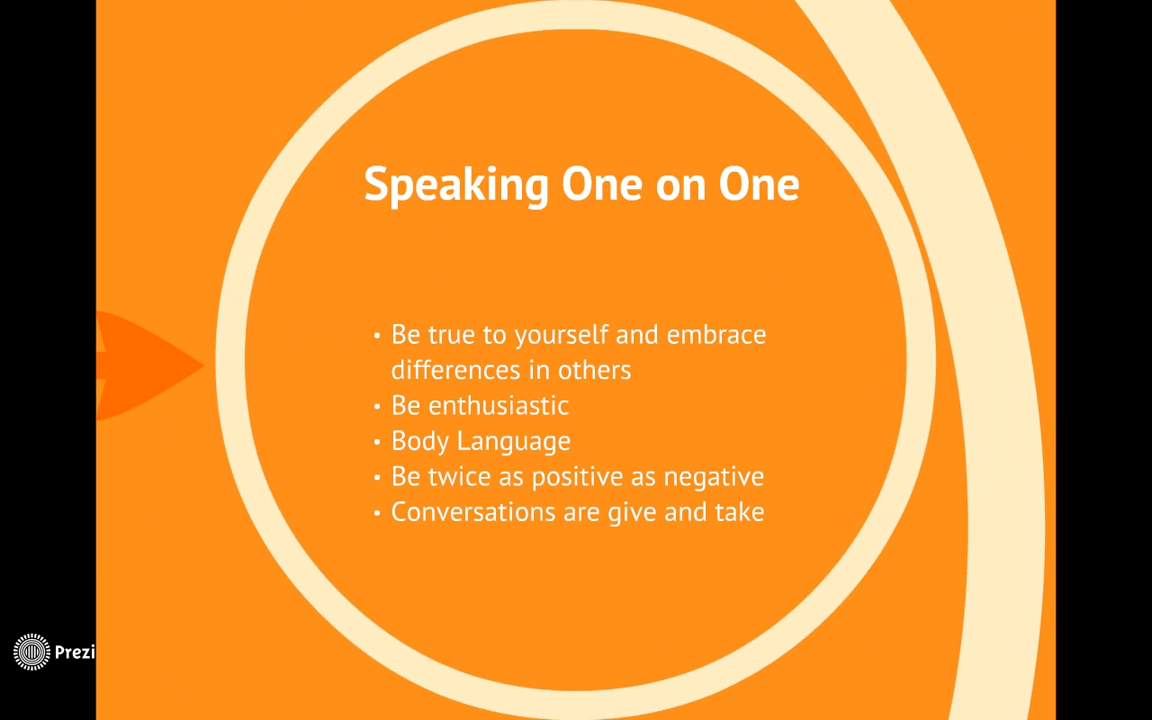 Speaking One on One
• Be true to yourself and embrace
differences in others
• Be enthusiastic
• Body Language
• Be twice as positive as negative
• Conversations are give and take
Prezi